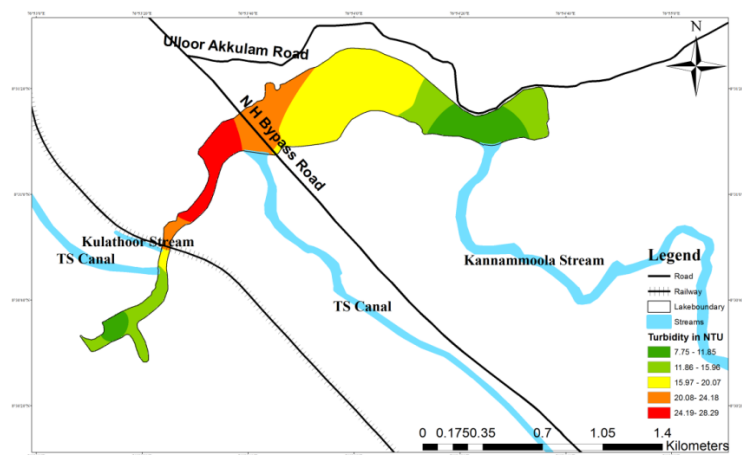 Ulloor Akkulam Road
N
N H Bypass Road
Kulathoor Stream
TS Canal
Kannammoola Stream
TS Canal
Legend
Road
Railway
Lakeboundary
Streams
Turbidity in NTU
7.75 - 11.85
11.86 - 15.96
15.97 - 20.07
20.08- 24.18
24.19- 28.29
0 0.1750.35 0.7 1.05 1.4
Kilometers